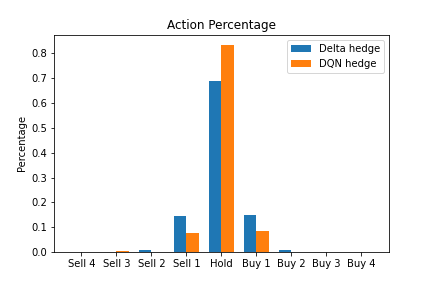 Action Percentage
Delta hedge
DQN hedge
Percentage
0.8
0.7
0.6
0.5
0.4
0.3
0.2
0.1
0.0
Sell 4 Sell 3 Sell 2 Sell 1 Hold Buy 1 Buy 2 Buy 3 Buy 4